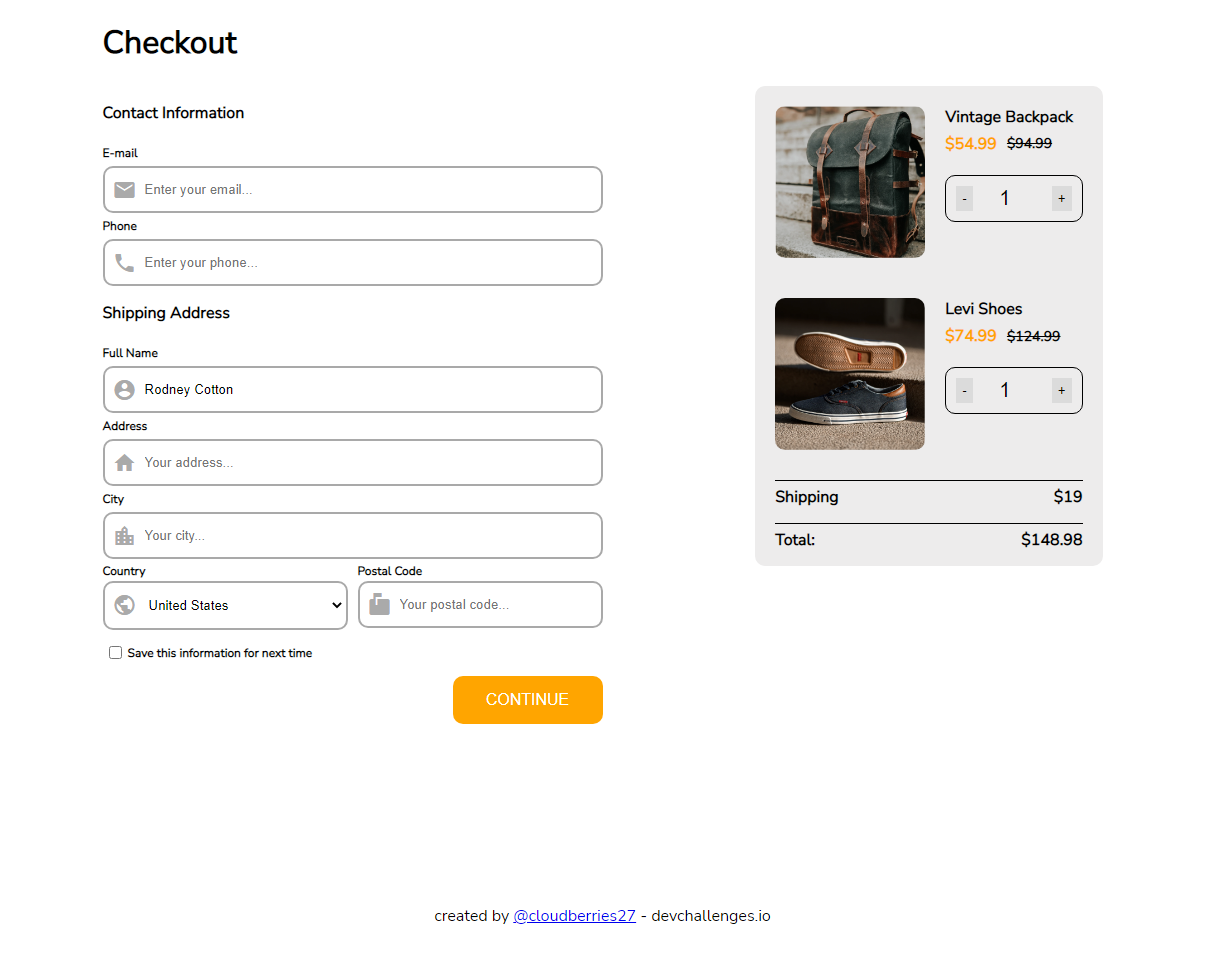 Checkout
Contact Information
E-mail
Enter your email...
Phone
Enter your phone...
Shipping Address
Full Name
Rodney Cotton
Address
Your address...
City
Your city...
Country
Postal Code
United States
Your postal code...
Save this information for next time
CONTINUE
Vintage Backpack
$54.99 $94.99
- 1 +
Levi Shoes
$74.99 $124.99
- 1 +
Shipping $19
Total: $148.98
created by @cloudberries27 - devchallenges.io